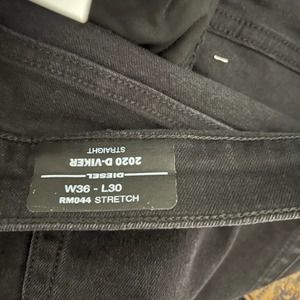 2020 D-VIKER
STRAIGHT
DIESEL
W36 - L30
RM044 STRETCH